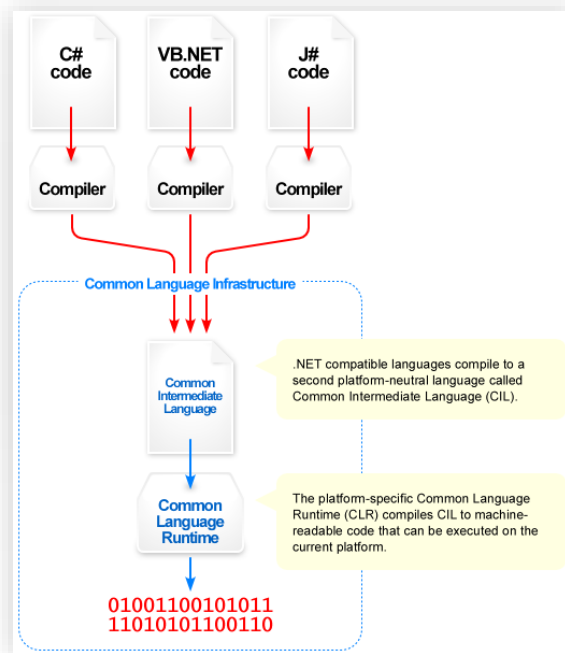 C#
code
VB.NET
code
J#
code
Compiler
Compiler
Compiler
Common Language Infrastructure
Common
Intermediate
Language
.NET compatible languages compile to a
second platform-neutral language called
Common Intermediate Language (CIL).
Common
Language
Runtime
The platform-specific Common Language
Runtime (CLR) compiles CIL to machine-
readable code that can be executed on the
current platform.
01001100101011
11010101100110